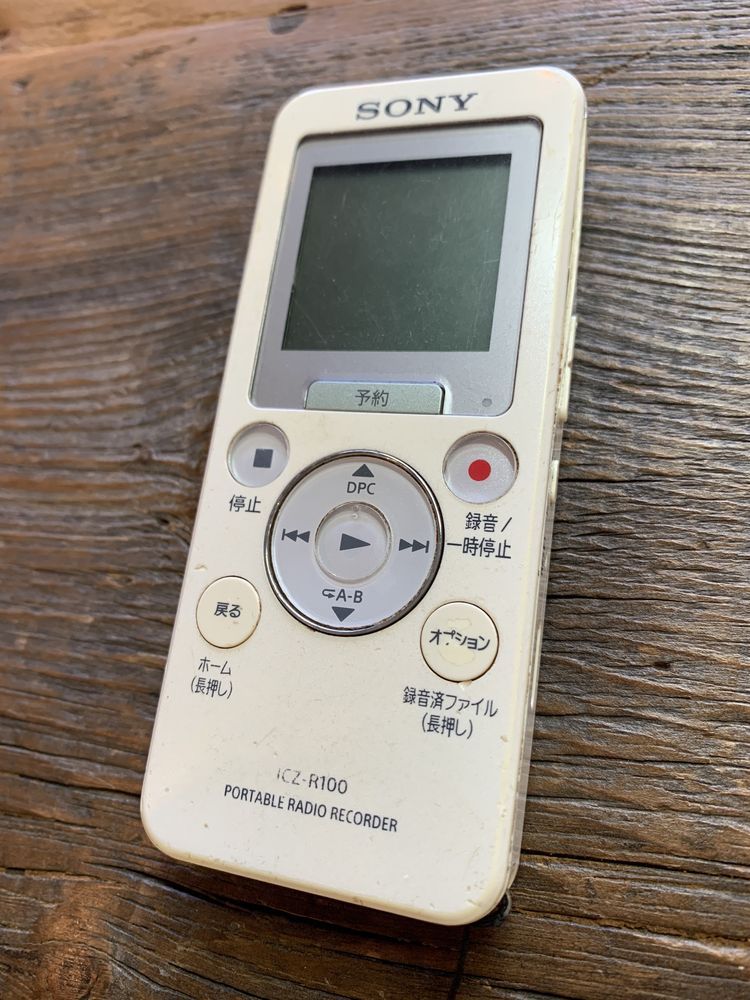 SONY
予約
停止
DPC
録音/
一時停止
A-B
戻る
オプション
ホーム
(長押し)
録音済ファイル
(長押し)
ICZ-R100
PORTABLE RADIO RECORDER